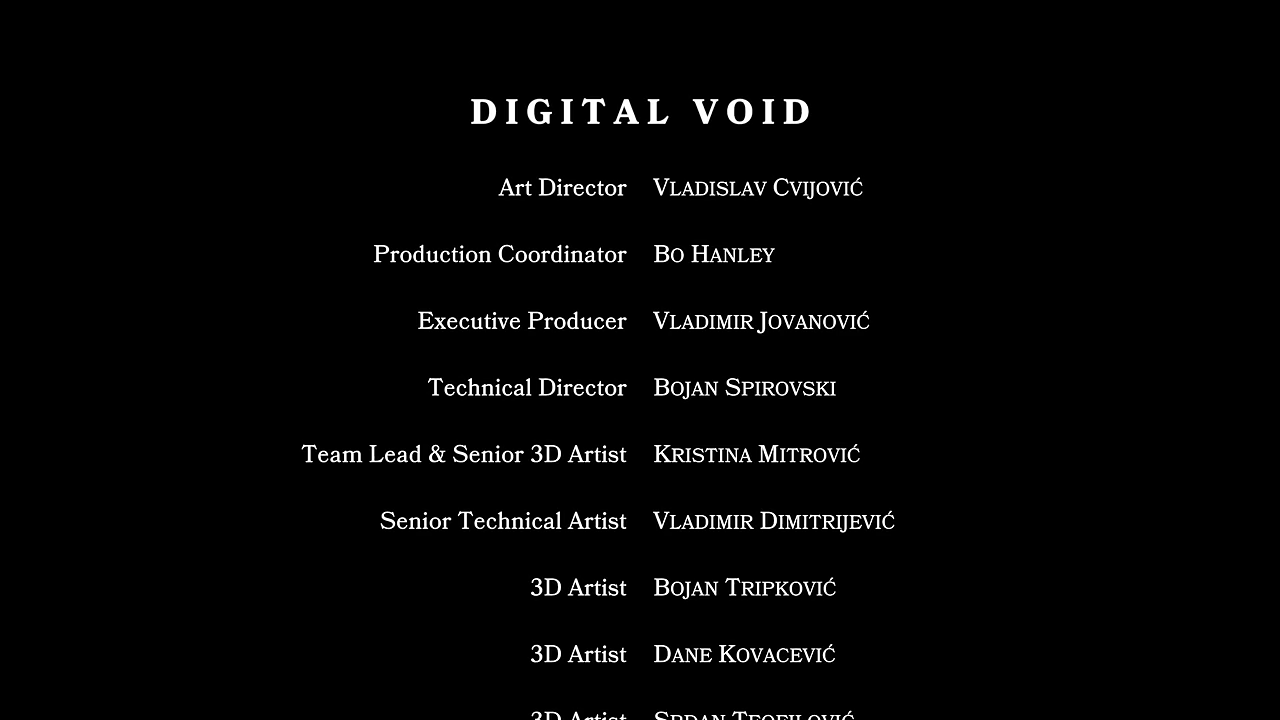 DIGITAL VOID
Art Director Vladislav Cvijović
Production Coordinator Bo Hanley
Executive Producer Vladimir Jovanović
Technical Director Bojan Spirovski
Team Lead & Senior 3D Artist Kristina Mitrović
Senior Technical Artist Vladimir Dimitrijević
3D Artist Bojan Tripković
3D Artist Dane Kovacević
3D Artist